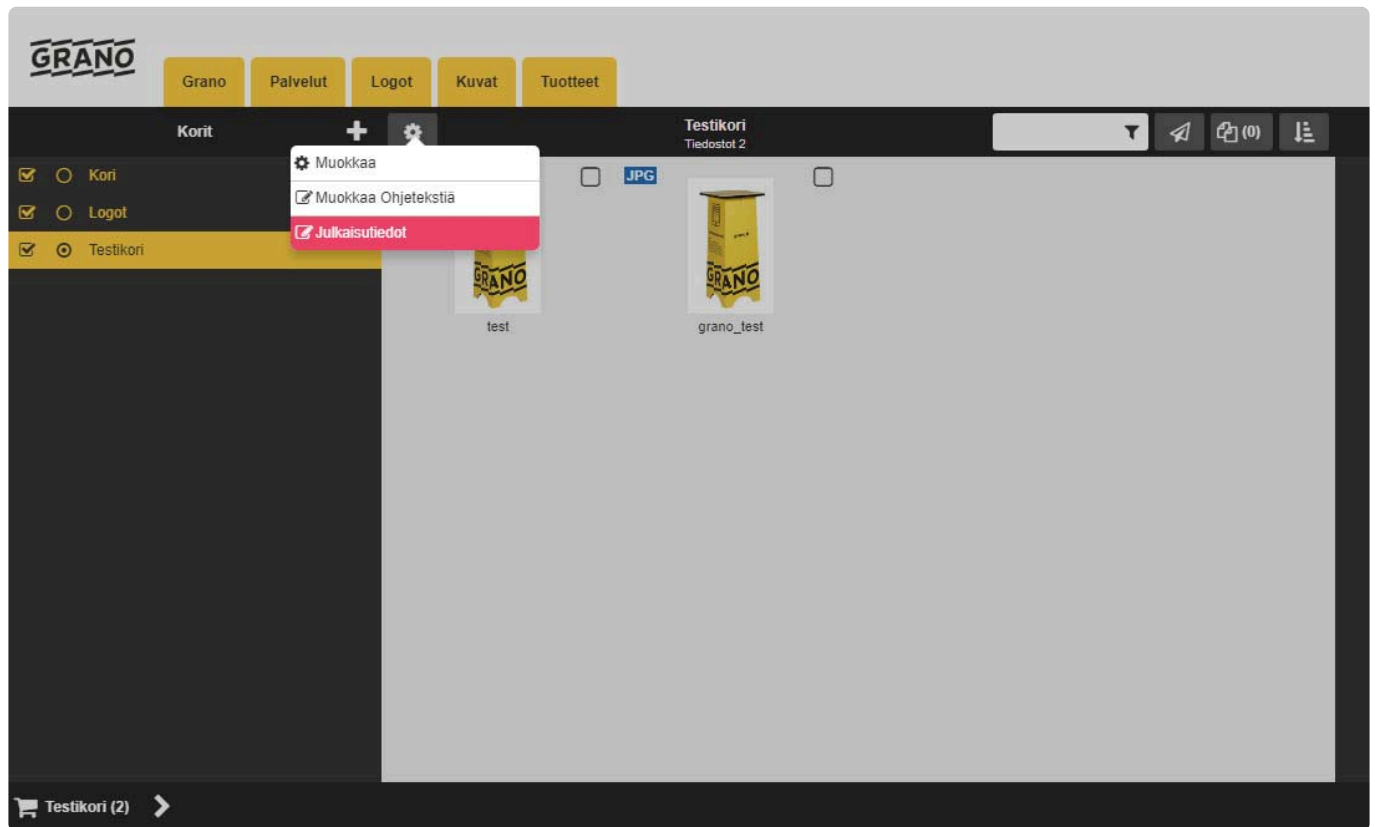 GRANO
Grano Palvelut Logot Kuvat Tuotteet
Korit
Testikori
Tiedostot 2
(0)
Muokkaa
Muokkaa Ohjetekstiä
Julkaisutiedot
Kori
Logot
Testikori
JPG
GRANO
GRANO
test
grano_test
Testikori (2)